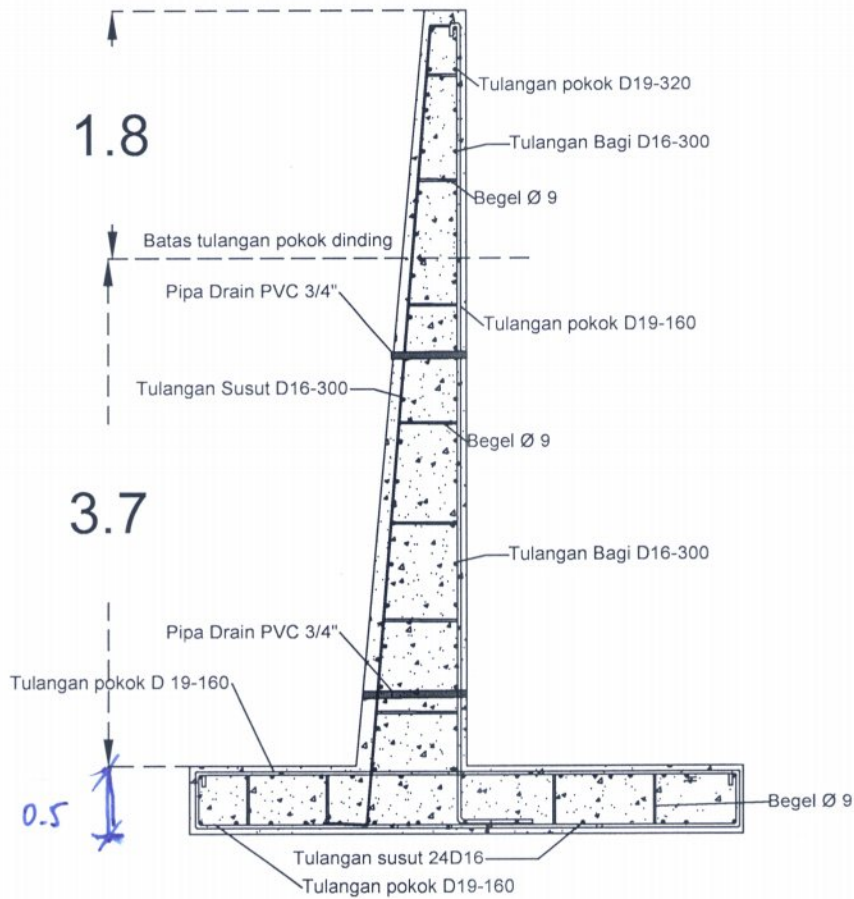 Tulangan pokok D19-320
1.8
Tulangan Bagi D16-300
Begel Ø 9
Batas tulangan pokok dinding
Pipa Drain PVC 3/4"
Tulangan pokok D19-160
Tulangan Susut D16-300
Begel Ø 9
3.7
Tulangan Bagi D16-300
Pipa Drain PVC 3/4"
Tulangan pokok D 19-160
0.5
Begel Ø 9
Tulangan susut 24D16
Tulangan pokok D19-160